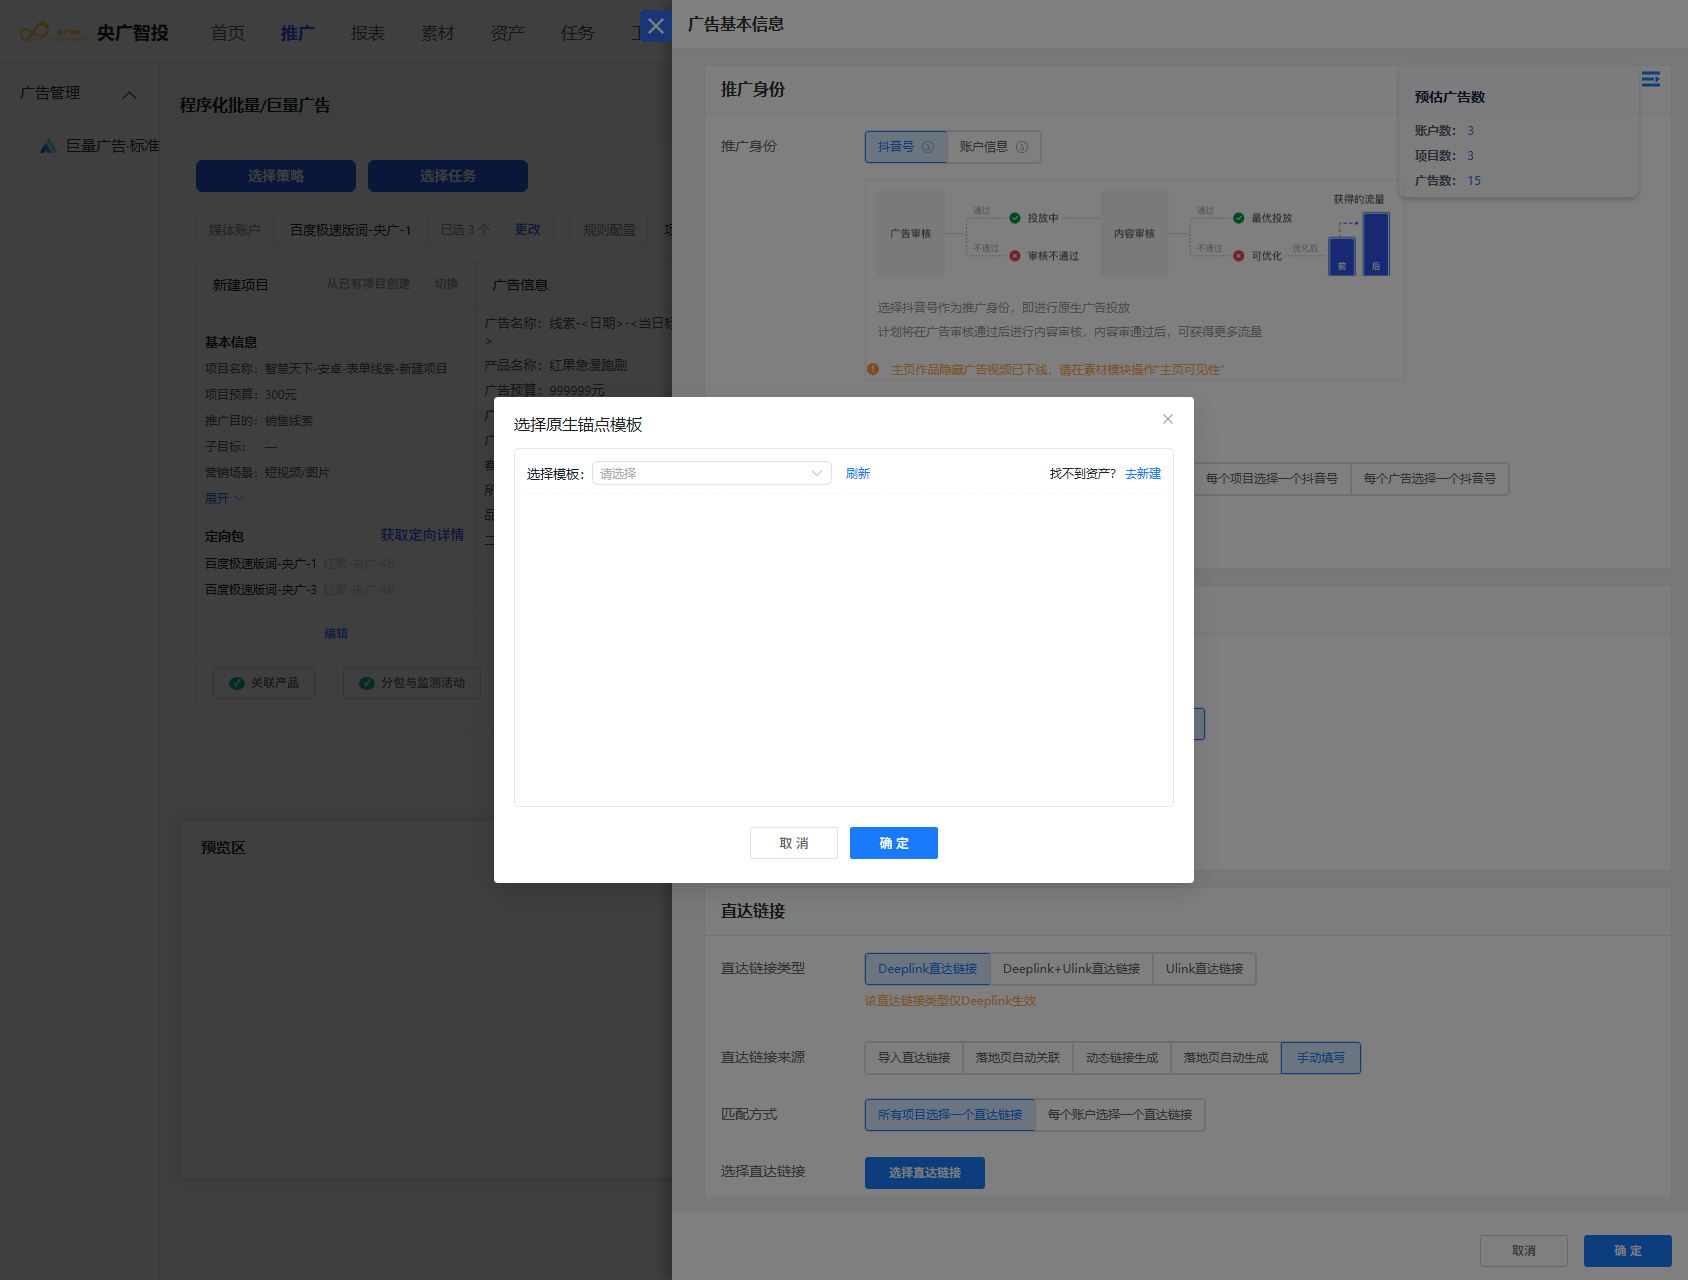 央广智投
首页
推广
报表
素材
资产
任务
广告管理
巨量广告·标准
程序化批量/巨量广告
选择策略
选择任务
媒体账户
百度极速版词-央广-1
已选 3 个
更改
规则配置
新建项目
从已有项目创建
切换
广告信息
基本信息
项目名称：智慧天下-安卓-表单线索-新建项目
项目预算：300元
推广目的：销售线索
子目标：—
营销场景：短视频/图片
展开
定向包
获取定向详情
百度极速版词-央广-1 红果-央广-46
百度极速版词-央广-3 红果-央广-46
编辑
关联产品
分包与监测活动
广告名称：线索-<日期>-<当日标
>
产品名称：红果急漫跑剧
广告预算：999999元
预览区
广告基本信息
推广身份
推广身份
抖音号
账户信息
预估广告数
账户数：3
项目数：3
广告数：15
广告审核
通过
投放中
不通过
审核不通过
内容审核
通过
最优投放
不通过
可优化
优化后
获得的流量
前
后
选择抖音号作为推广身份，即进行原生广告投放
计划将在广告审核通过后进行内容审核，内容审通过后，可获得更多流量
主页作品隐藏广告视频已下线，请在素材模块操作"主页可见性"
每个项目选择一个抖音号
每个广告选择一个抖音号
选择原生锚点模板
选择模板：
请选择
刷新
找不到资产？
去新建
取 消
确 定
直达链接
直达链接类型
Deeplink直达链接
Deeplink+Ulink直达链接
Ulink直达链接
该直达链接类型仅Deeplink生效
直达链接来源
导入直达链接
落地页自动关联
动态链接生成
落地页自动生成
手动填写
匹配方式
所有项目选择一个直达链接
每个账户选择一个直达链接
选择直达链接
选择直达链接
取消
确 定